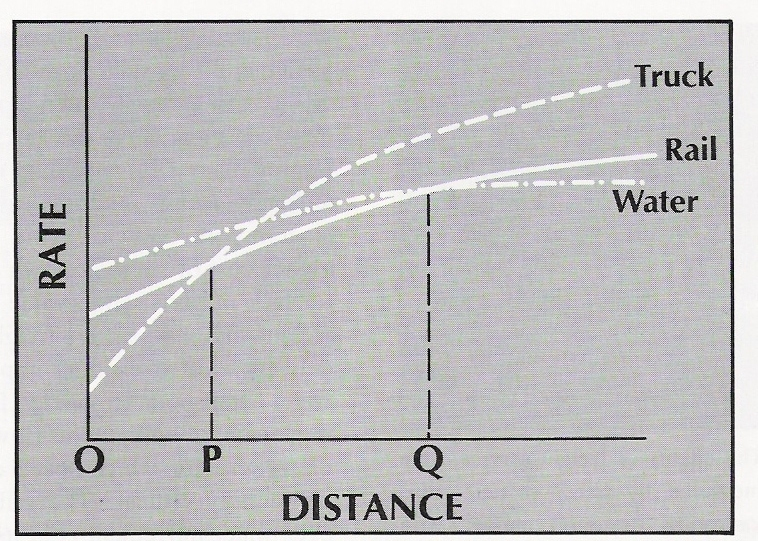 Truck
Rail
Water
RATE
O P Q
DISTANCE